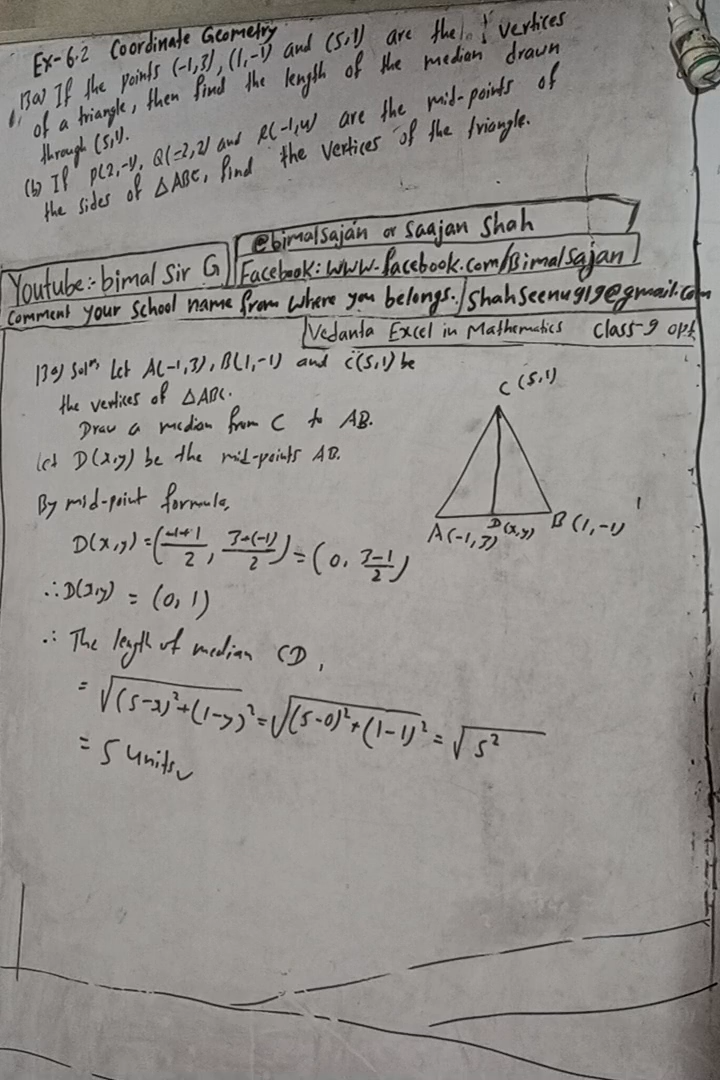 Ex-6.2 Coordinate Geometry
13a) If the points (-1,3), (1,-1) and (5,1) are the vertices
of a triangle, then find the length of the median drawn
through (5,1).
(b) If P(2,-1), Q(-2,2) and R(-1,4) are the mid-points of
the sides of △ABC, find the vertices of the triangle.
@bimalsajan or Saajan Shah
Youtube:- bimal Sir G
Facebook: www.facebook.com/Bimalsajan
Comment your School name from where you belongs. / Shahseenu919@gmail.com
Vedanta Excel in Mathematics class-9 opt
13a) Solⁿ, Let A(-1,3), B(1,-1) and C(5,1) be
the vertices of △ABC.
Draw a median from C to AB.
Let D(x,y) be the mid-points AB.
By mid-point formula,
D(x,y) = (-1+1/2, 3+(-1)/2) = (0, 3-1/2)
∴ D(x,y) = (0,1)
∴ The length of median CD,
= √(5-x)²+(1-y)² = √(5-0)²+(1-1)² = √5²
= 5 units
C (5,1)
A(-1,3) D(x,y) B(1,-1)